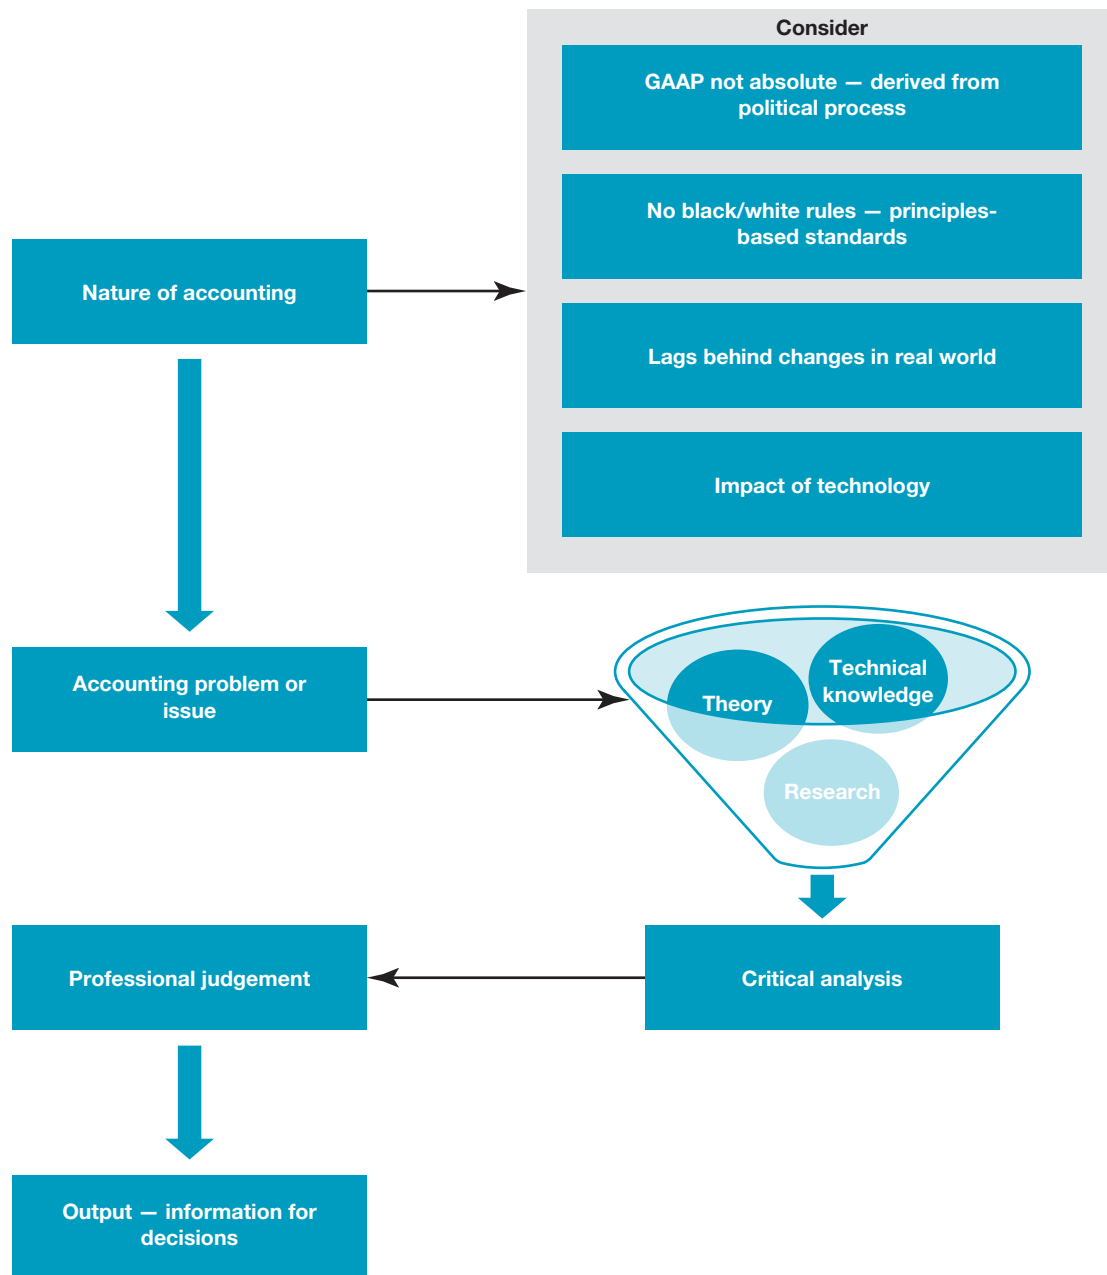 Consider
GAAP not absolute — derived from
political process
No black/white rules — principles-
based standards
Nature of accounting
Lags behind changes in real world
Impact of technology
Accounting problem or
issue
Theory
Technical
knowledge
Research
Professional judgement
Critical analysis
Output — information for
decisions